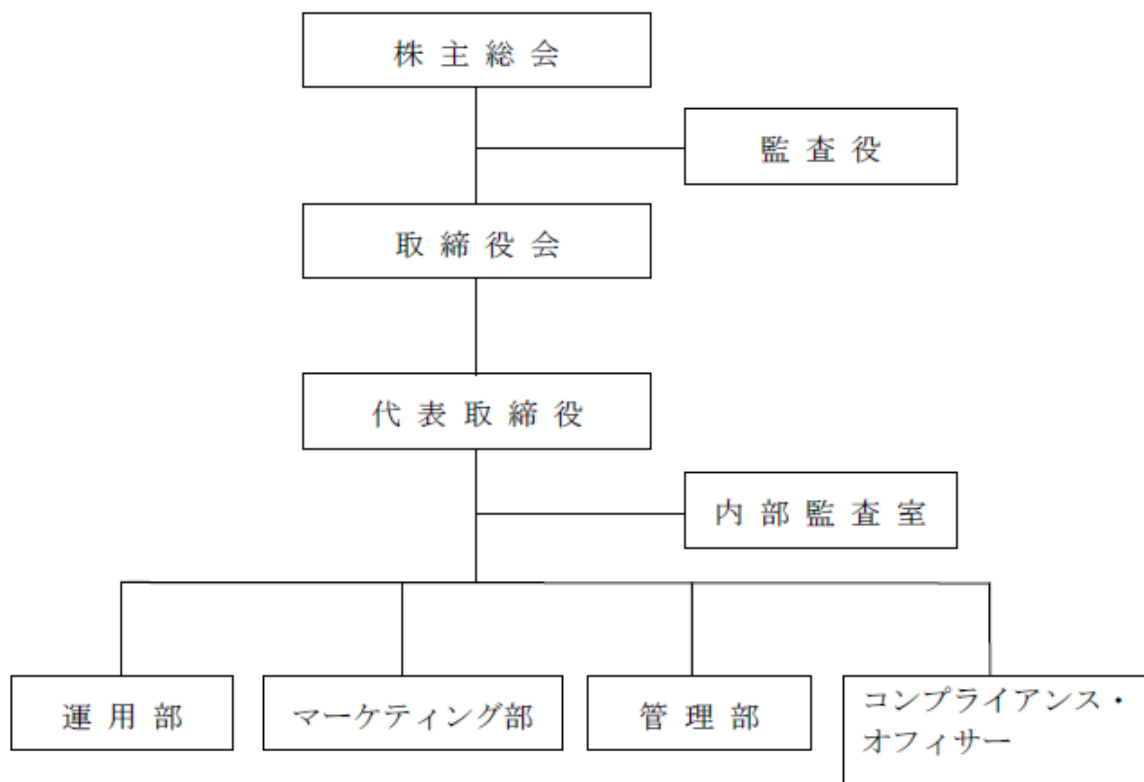 株主総会
監査役
取締役会
代表取締役
内部監査室
運用部
マーケティング部
管理部
コンプライアンス・
オフィサー